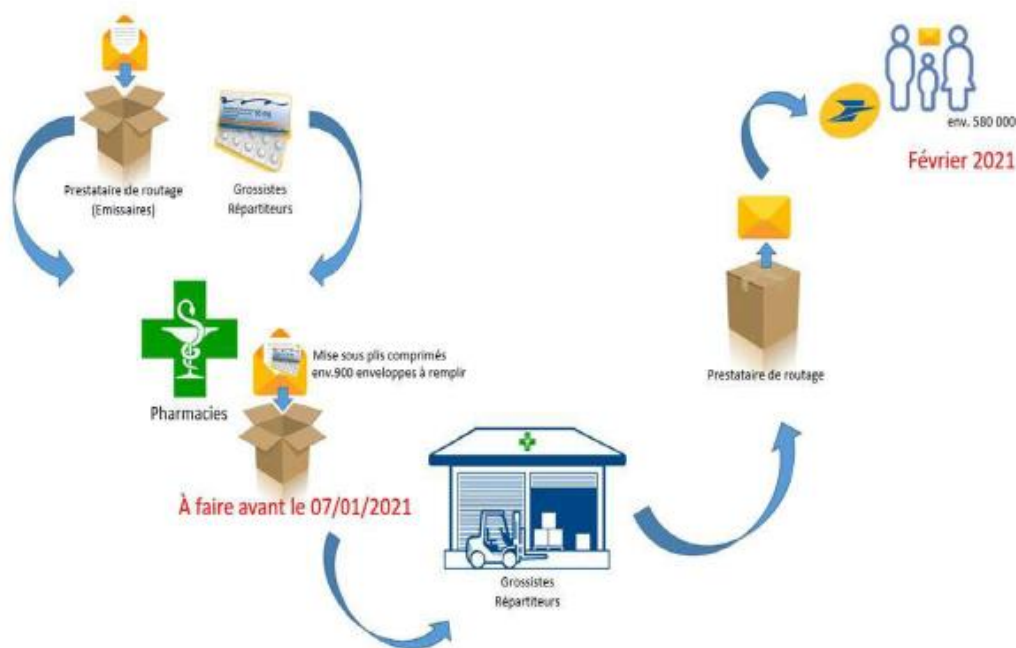 Prestataire de routage
(Emissaires)
Grossistes
Répartiteurs
Mise sous plis comprimés
env.900 enveloppes à remplir
Pharmacies
À faire avant le 07/01/2021
Grossistes
Répartiteurs
Prestataire de routage
env. 580 000
Février 2021